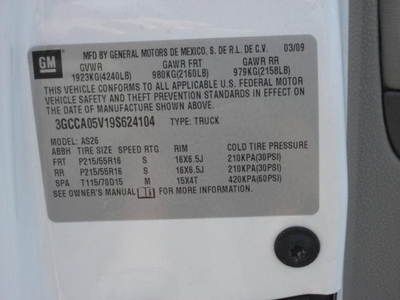 GM
MFD BY GENERAL MOTORS DE MEXICO, S. DE R.L. DE C.V. 03/09
GVWR GAWR FRT GAWR RR
1923KG(4240LB) 980KG(2160LB) 979KG(2158LB)
THIS VEHICLE CONFORMS TO ALL APPLICABLE U.S. FEDERAL MOTOR
VEHICLE SAFETY AND THEFT PREVENTION STANDARDS IN EFFECT ON
THE DATE OF MANUFACTURE SHOWN ABOVE.
3GCCA05V19S624104 TYPE: TRUCK
MODEL: AS26
ABBH TIRE SIZE SPEED RTG RIM COLD TIRE PRESSURE
FRT P215/55R16 S 16X6.5J 210KPA(30PSI)
RR P215/55R16 S 16X6.5J 210KPA(30PSI)
SPA T115/70D15 M 15X4T 420KPA(60PSI)
SEE OWNER'S MANUAL i FOR MORE INFORMATION.